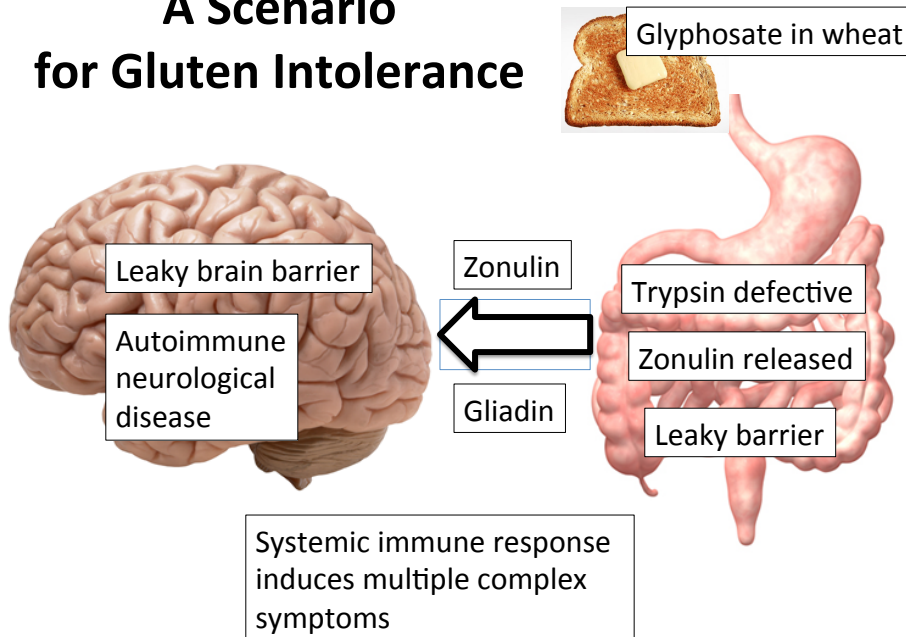 A Scenario
for Gluten Intolerance
Glyphosate in wheat
Leaky brain barrier
Autoimmune
neurological
disease
Zonulin
Gliadin
Trypsin defective
Zonulin released
Leaky barrier
Systemic immune response
induces multiple complex
symptoms